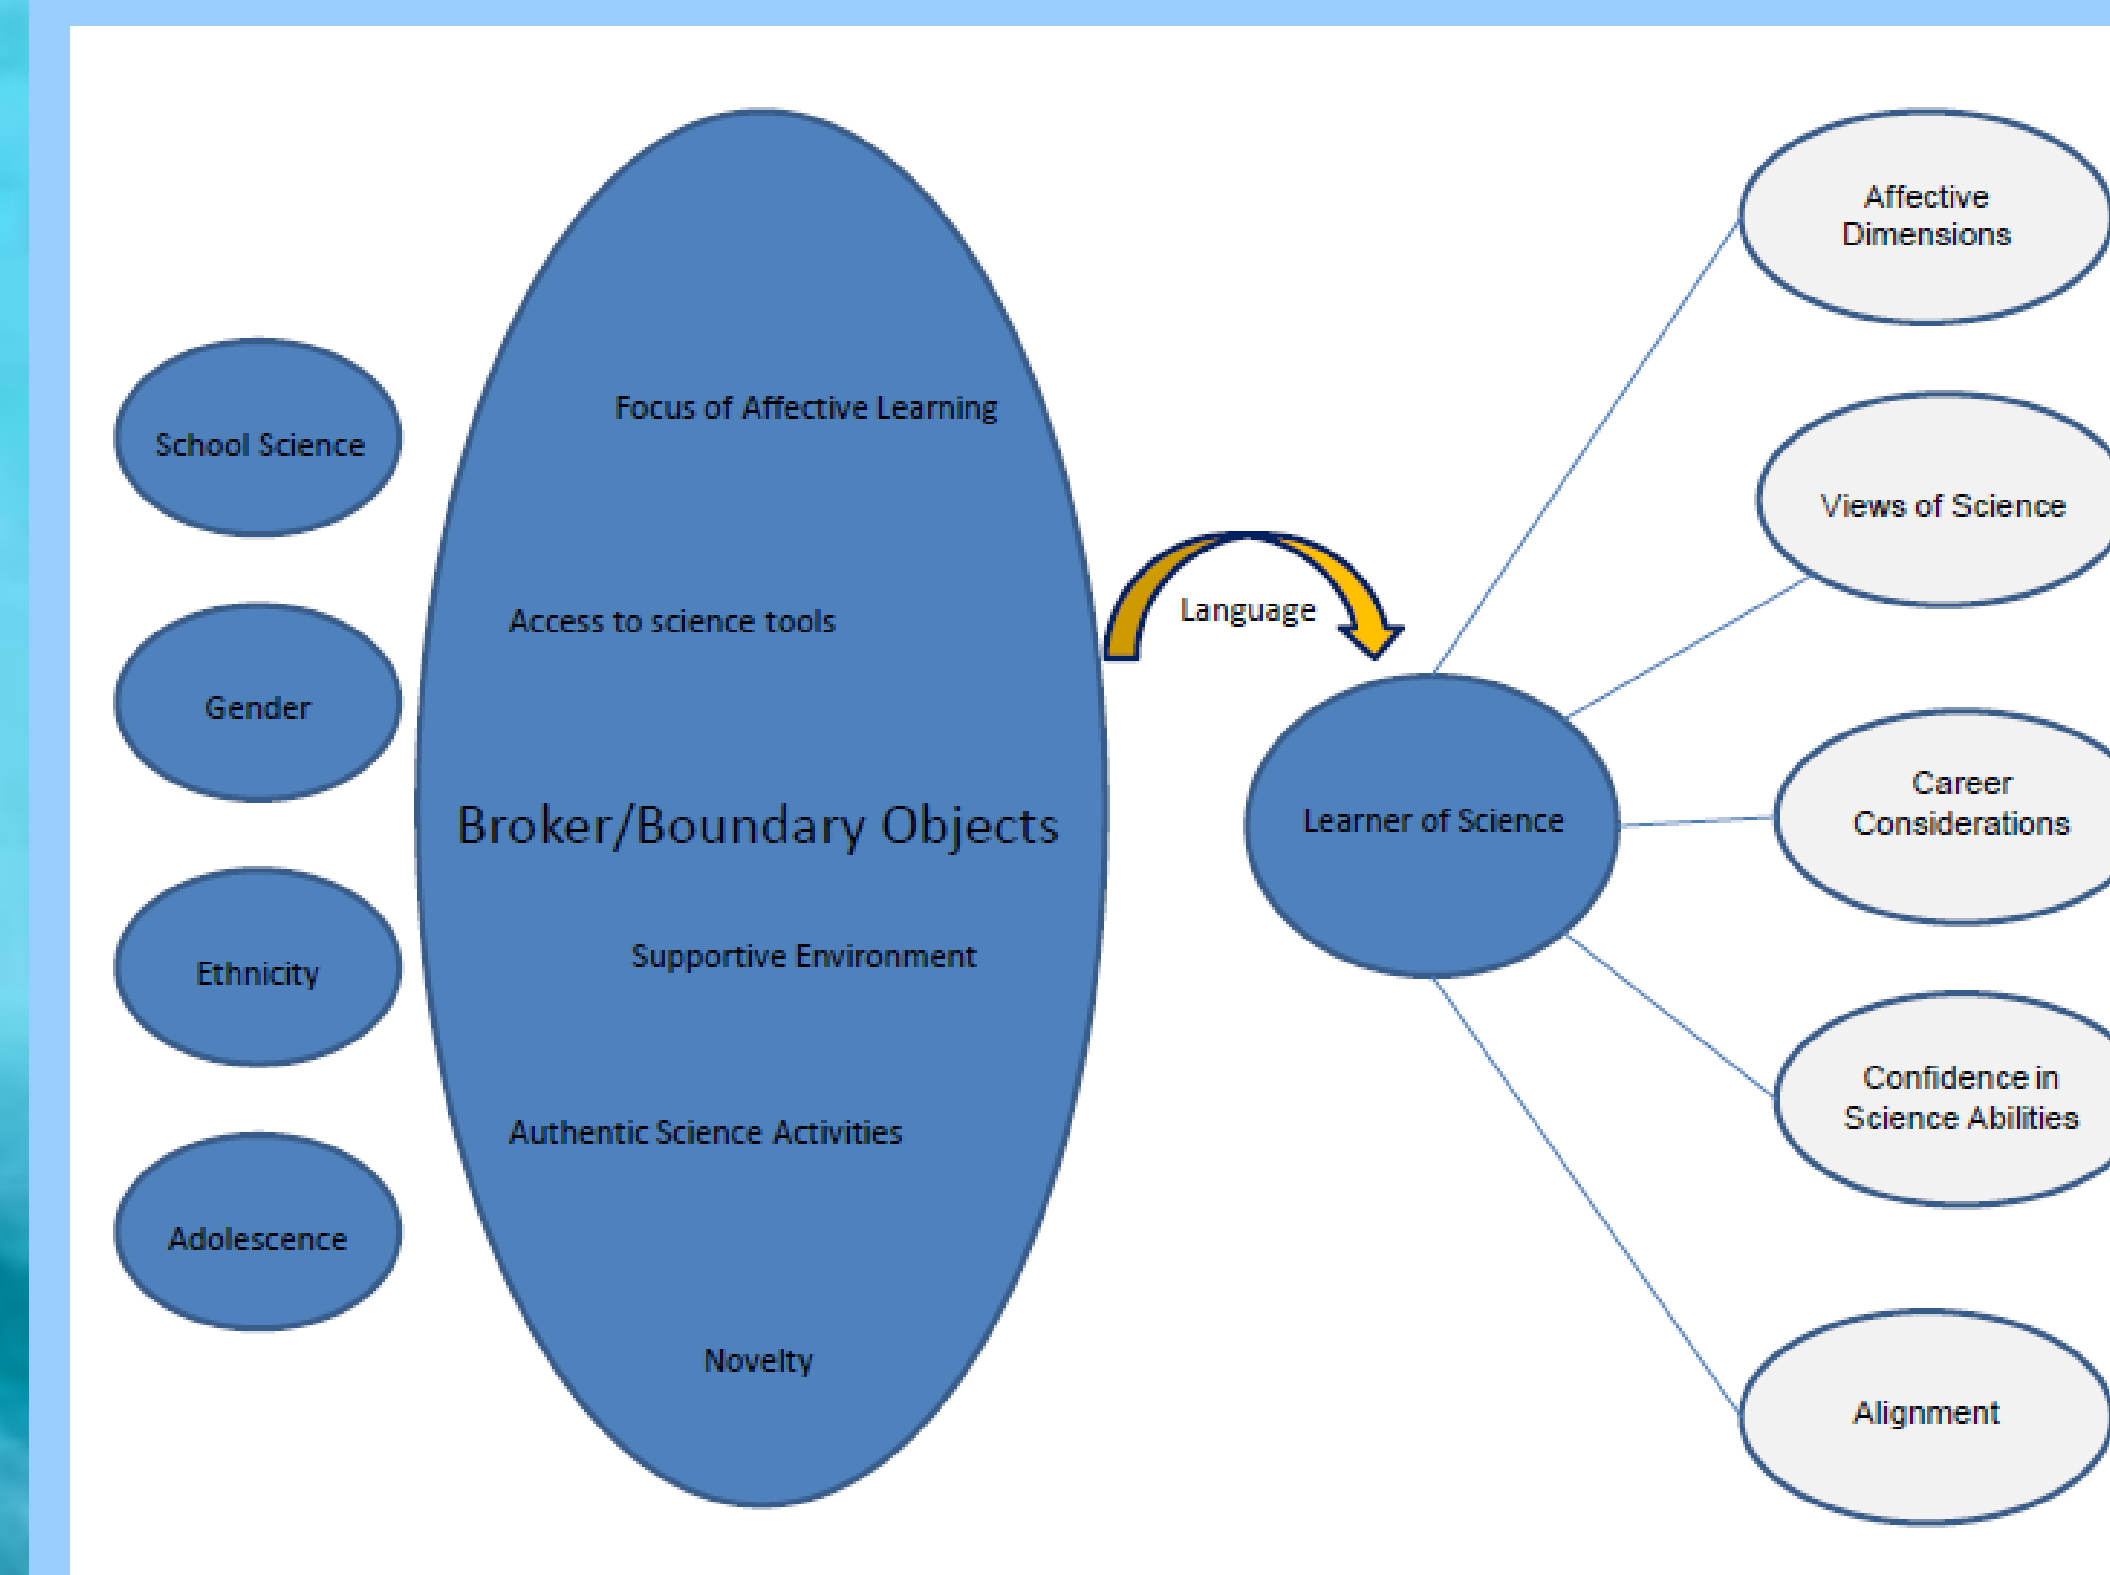 School Science
Gender
Ethnicity
Adolescence
Focus of Affective Learning
Access to science tools
Broker/Boundary Objects
Supportive Environment
Authentic Science Activities
Novelty
Language
Learner of Science
Affective
Dimensions
Views of Science
Career
Considerations
Confidence in
Science Abilities
Alignment